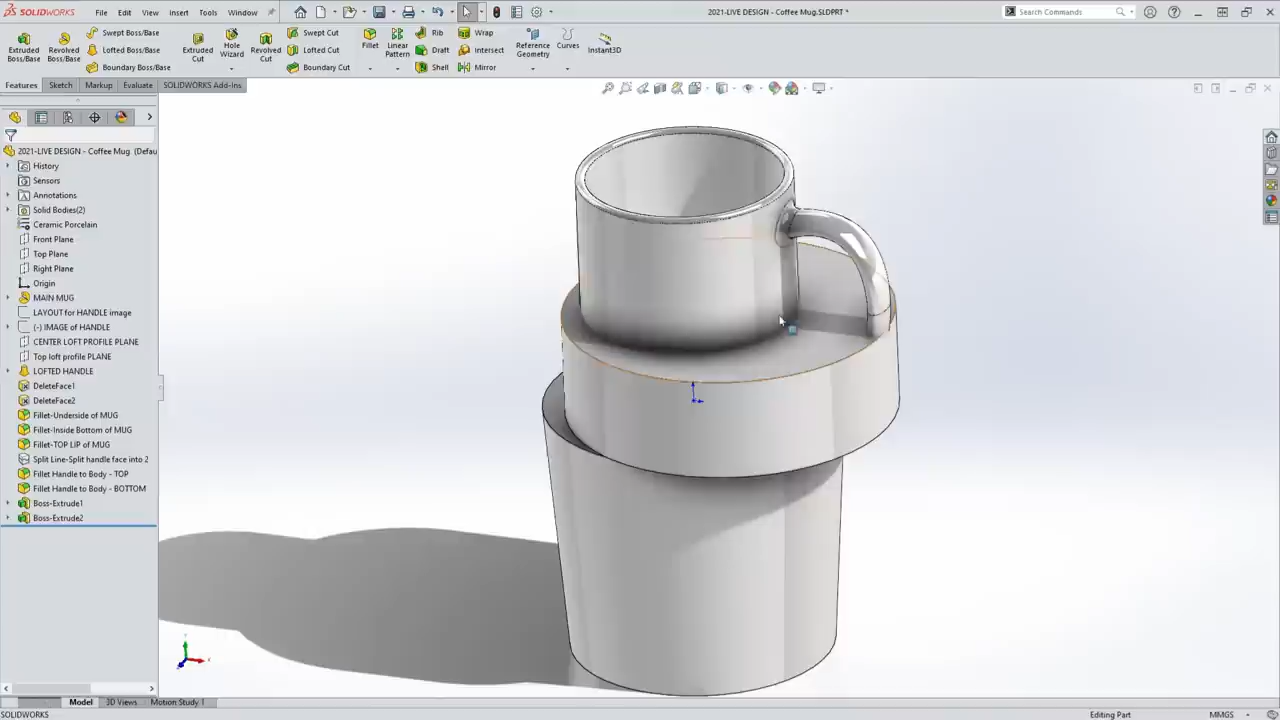 SOLIDWORKS File Edit View Insert Tools Window 2021-LIVE DESIGN - Coffee Mug.SLDPRT * Search Commands
Extruded Boss/Base Revolved Boss/Base Swept Boss/Base Extruded Cut Hole Wizard Revolved Cut Swept Cut Fillet Linear Pattern Rib Wrap Reference Geometry Curves Instant3D
Lofted Boss/Base Lofted Cut Draft Intersect
Boundary Boss/Base Boundary Cut Shell Mirror
Features Sketch Markup Evaluate SOLIDWORKS Add-Ins
2021-LIVE DESIGN - Coffee Mug (Defau
History
Sensors
Annotations
Solid Bodies(2)
Ceramic Porcelain
Front Plane
Top Plane
Right Plane
Origin
MAIN MUG
LAYOUT for HANDLE image
(-) IMAGE of HANDLE
CENTER LOFT PROFILE PLANE
Top loft profile PLANE
LOFTED HANDLE
DeleteFace1
DeleteFace2
Fillet-Underside of MUG
Fillet-Inside Bottom of MUG
Fillet-TOP LIP of MUG
Split Line-Split handle face into 2
Fillet Handle to Body - TOP
Fillet Handle to Body - BOTTOM
Boss-Extrude1
Boss-Extrude2
Model 3D Views Motion Study 1
SOLIDWORKS Editing Part MMGS